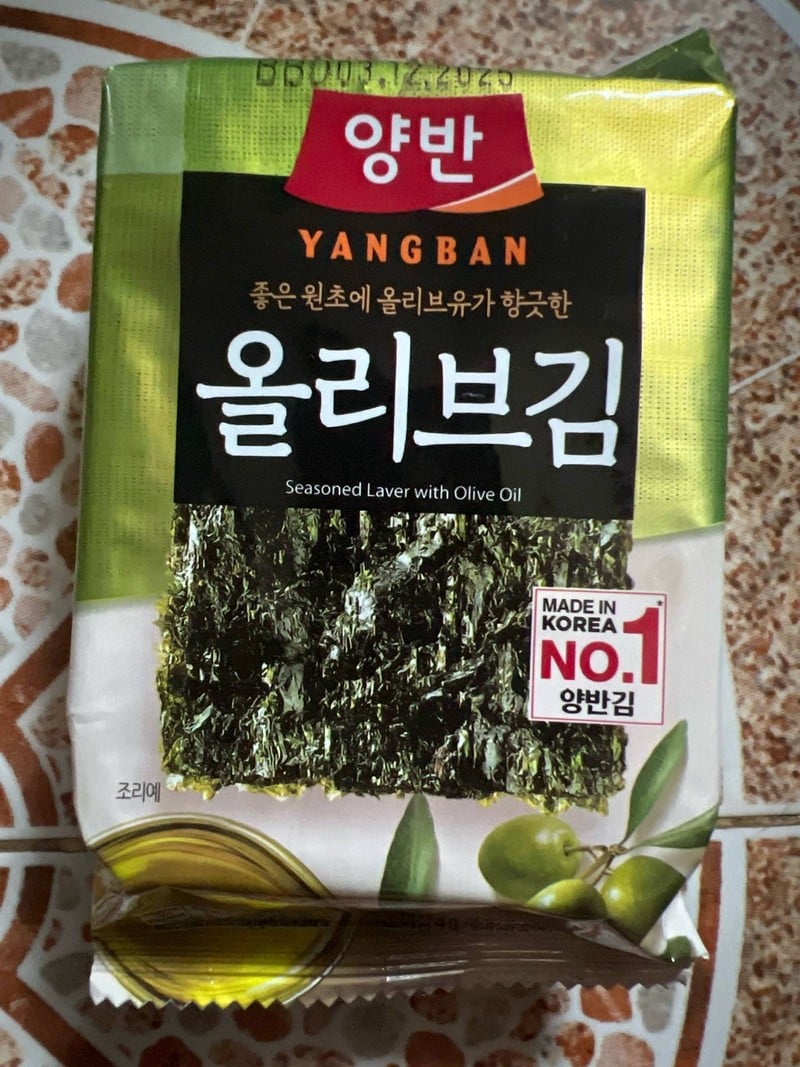 BBD 03.12.2025
양반
YANGBAN
좋은 원초에 올리브유가 향긋한
올리브김
Seasoned Laver with Olive Oil
MADE IN
KOREA
NO.1*
양반김
조리예